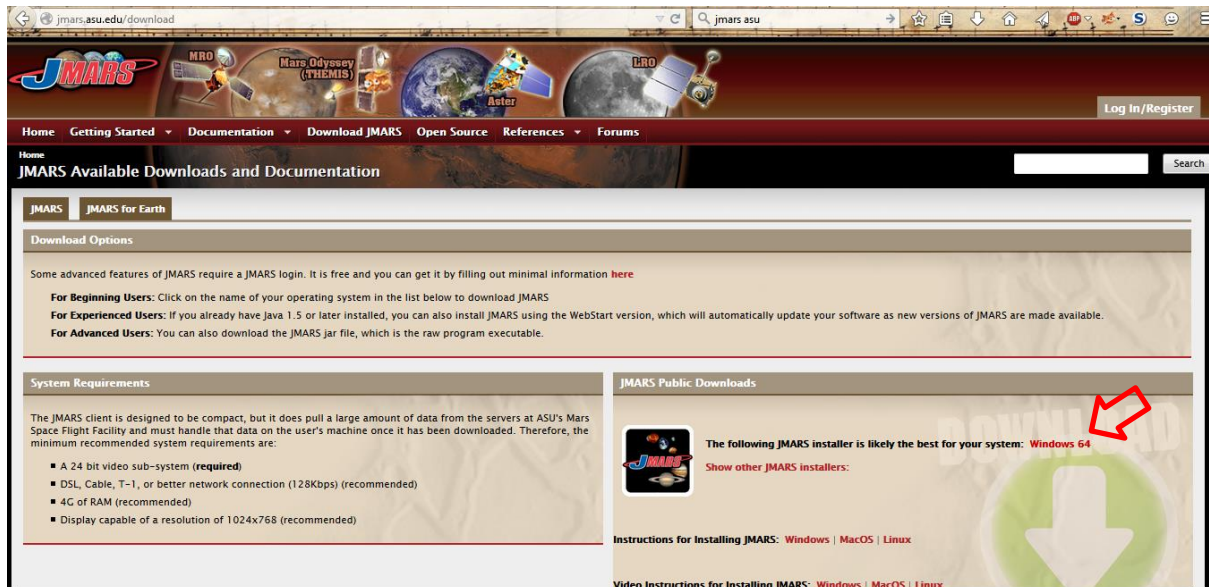 jmars.asu.edu/download
jmars asu
JMARS
MRO
Mars Odyssey
(THEMIS)
Aster
LRO
Log In/Register
Home Getting Started Documentation Download JMARS Open Source References Forums
Home
JMARS Available Downloads and Documentation
Search
JMARS JMARS for Earth
Download Options
Some advanced features of JMARS require a JMARS login. It is free and you can get it by filling out minimal information here
For Beginning Users: Click on the name of your operating system in the list below to download JMARS
For Experienced Users: If you already have Java 1.5 or later installed, you can also install JMARS using the WebStart version, which will automatically update your software as new versions of JMARS are made available.
For Advanced Users: You can also download the JMARS jar file, which is the raw program executable.
System Requirements
The JMARS client is designed to be compact, but it does pull a large amount of data from the servers at ASU's Mars
Space Flight Facility and must handle that data on the user's machine once it has been downloaded. Therefore, the
minimum recommended system requirements are:
■ A 24 bit video sub-system (required)
■ DSL, Cable, T-1, or better network connection (128Kbps) (recommended)
■ 4G of RAM (recommended)
■ Display capable of a resolution of 1024x768 (recommended)
JMARS Public Downloads
DOWNLOAD
JMARS
The following JMARS installer is likely the best for your system: Windows 64
Show other JMARS installers:
Instructions for Installing JMARS: Windows | MacOS | Linux
Video Instructions for Installing JMARS: Windows | MacOS | Linux